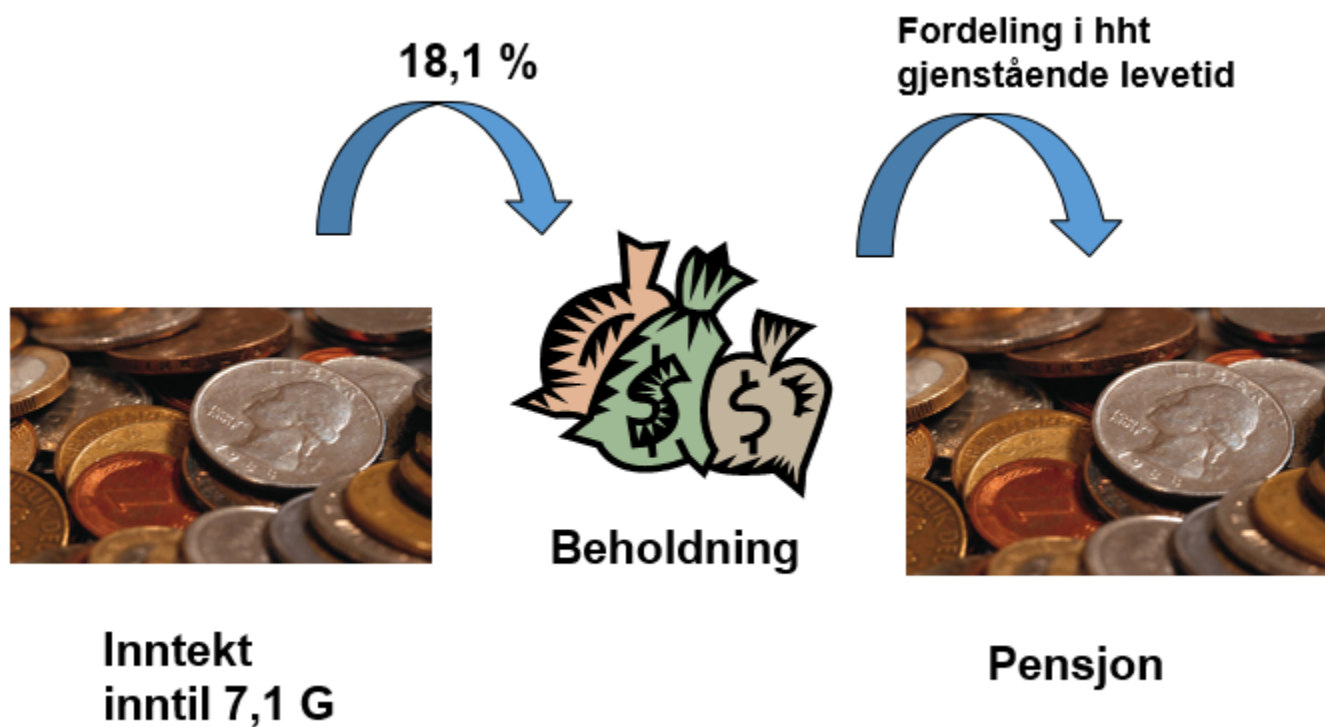 18,1 %
Fordeling i hht
gjenstående levetid
Beholdning
Inntekt
inntil 7,1 G
Pensjon